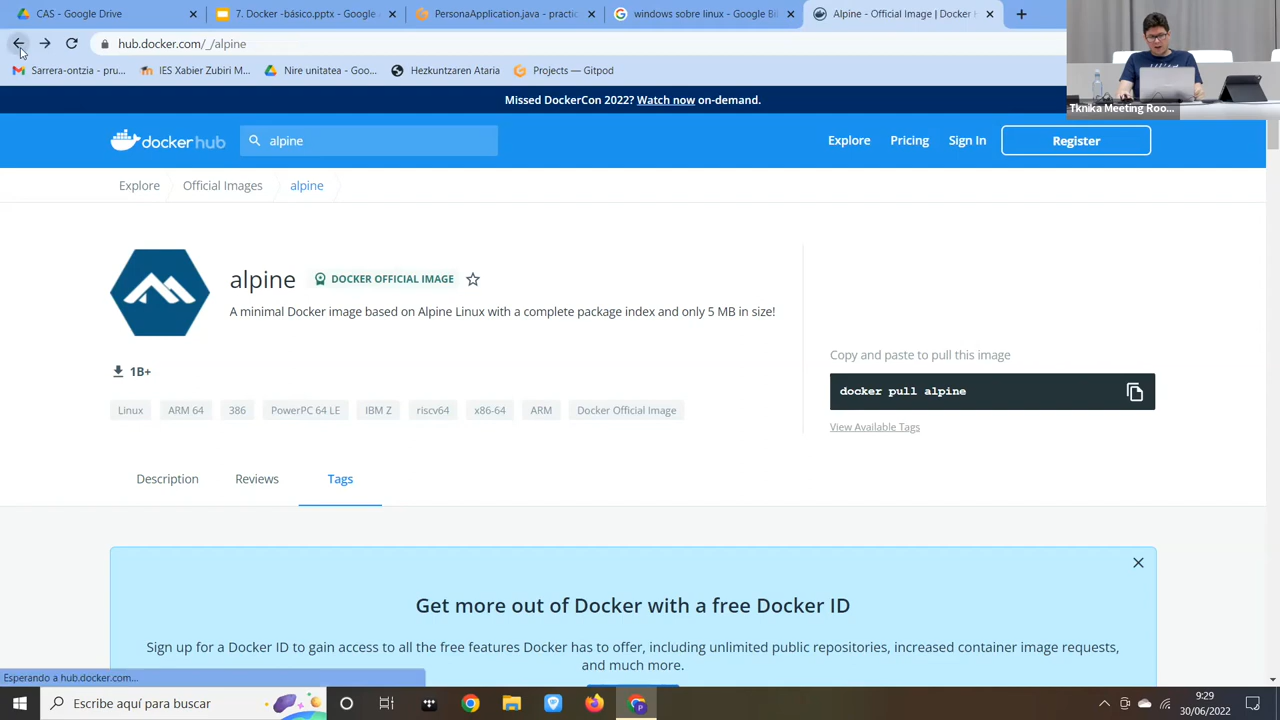 CAS - Google Drive
7. Docker -básico.pptx - Google
PersonaApplication.java - practic
windows sobre linux - Google Bi
Alpine - Official Image | Docker H
hub.docker.com/_/alpine
Sarrera-ontzia - pru...
IES Xabier Zubiri M...
Nire unitatea - Goo...
Hezkuntzarek Atari
Projects — Gitpod
Tknika Meeting Roo...
Missed DockerCon 2022? Watch now on-demand.
dockerhub
alpine
Explore
Pricing
Sign In
Register
Explore
Official Images
alpine
alpine
DOCKER OFFICIAL IMAGE
A minimal Docker image based on Alpine Linux with a complete package index and only 5 MB in size!
1B+
Linux
ARM 64
386
PowerPC 64 LE
IBM Z
riscv64
x86-64
ARM
Docker Official Image
Copy and paste to pull this image
docker pull alpine
View Available Tags
Description
Reviews
Tags
Get more out of Docker with a free Docker ID
Sign up for a Docker ID to gain access to all the free features Docker has to offer, including unlimited public repositories, increased container image requests,
and much more.
Esperando a hub.docker.com...
Escribe aquí para buscar
9:29
30/06/2022